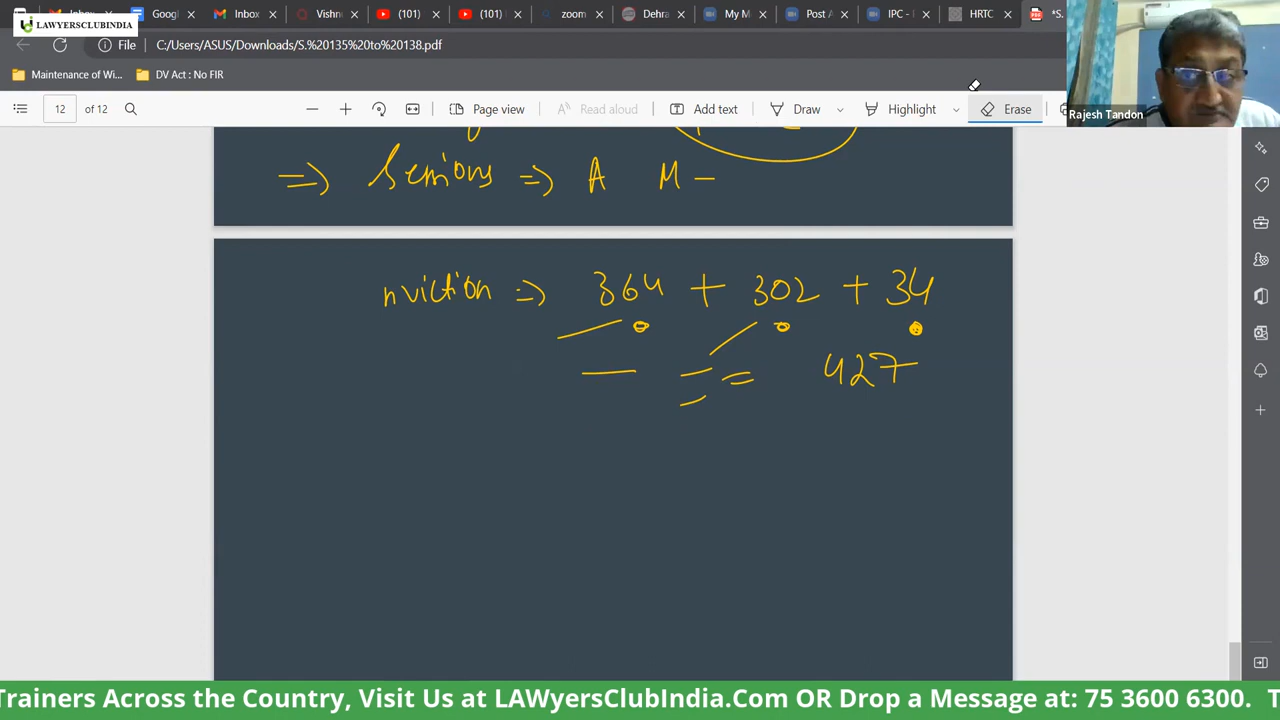 LAWYERSCLUBINDIA
Inbox Googl Inbox Vishn (101) (101) Dehra My M Post IPC - HRTC *S.
File C:/Users/ASUS/Downloads/S.%20135%20to%20138.pdf
Maintenance of Wi... DV Act : No FIR
12 of 12 Page view Read aloud Add text Draw Highlight Erase
Rajesh Tandon
⇒ Sessions ⇒ A M –
nviction ⇒ 364 + 302 + 34
427
Trainers Across the Country, Visit Us at LAWyersClubIndia.Com OR Drop a Message at: 75 3600 6300. T